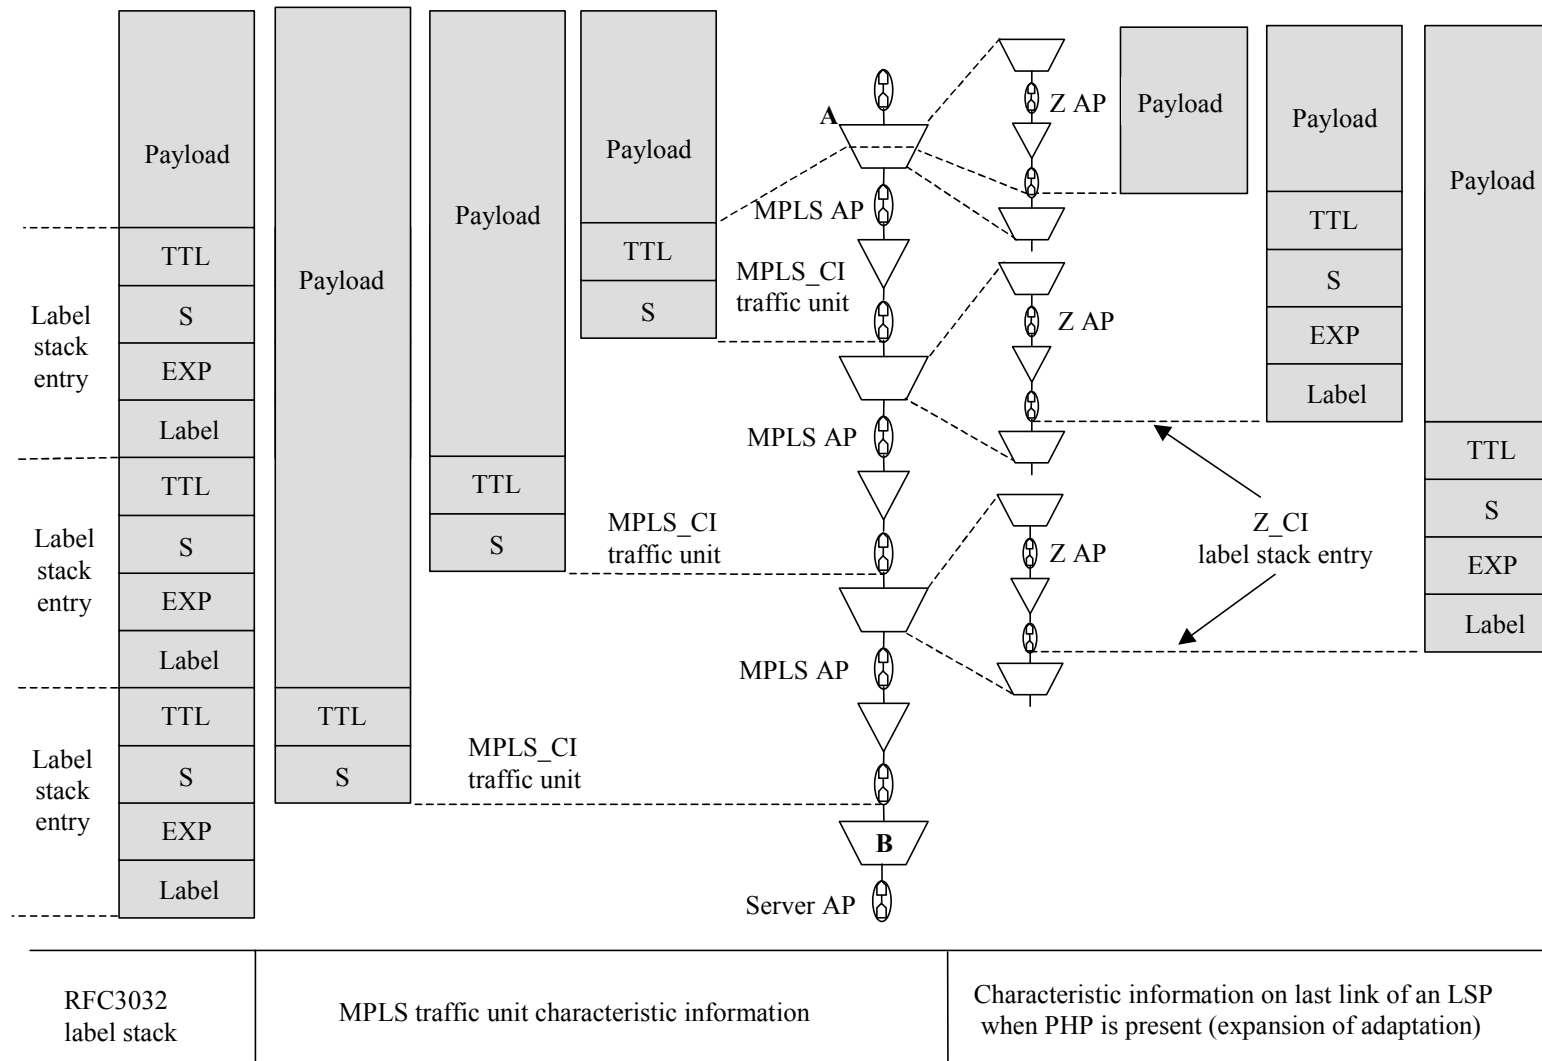 Payload
TTL
S
EXP
Label
TTL
S
EXP
Label
TTL
S
EXP
Label
Label
stack
entry
Label
stack
entry
Label
stack
entry
Payload
TTL
S
Payload
TTL
S
Payload
TTL
S
A
MPLS AP
MPLS_CI
traffic unit
MPLS AP
MPLS_CI
traffic unit
MPLS AP
MPLS_CI
traffic unit
B
Server AP
Z AP
Z AP
Z AP
Payload
Payload
TTL
S
EXP
Label
Payload
TTL
S
EXP
Label
Z_CI
label stack entry
RFC3032
label stack
MPLS traffic unit characteristic information
Characteristic information on last link of an LSP
when PHP is present (expansion of adaptation)